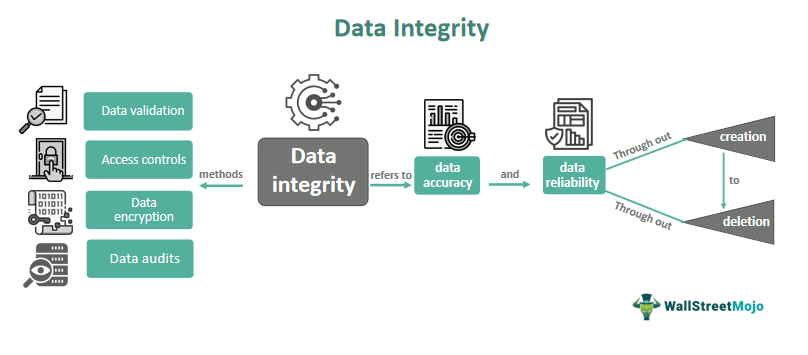 Data Integrity
Data validation
Access controls
Data
encryption
Data audits
methods
Data
integrity
refers to
data
accuracy
and
data
reliability
Through out
creation
to
Through out
deletion
WallStreetMojo